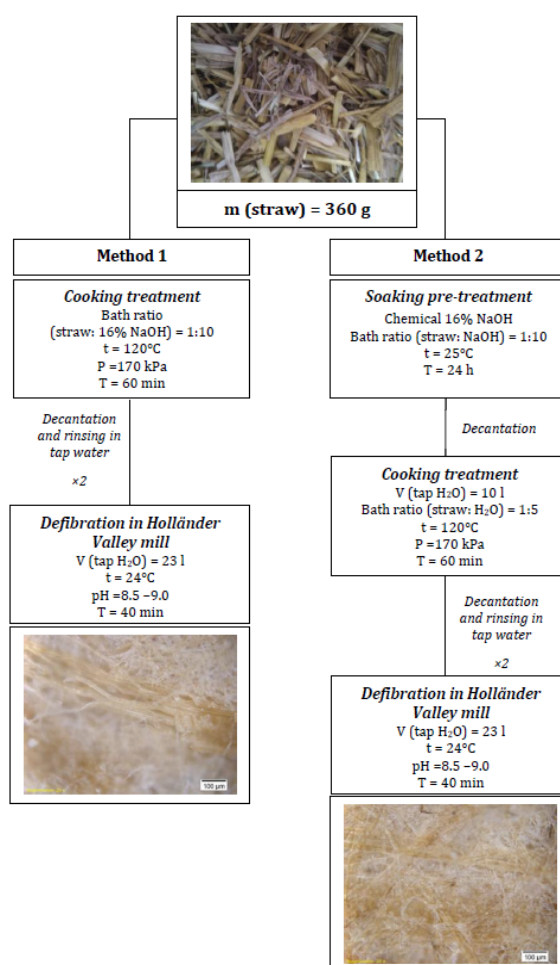 m (straw) = 360 g
Method 1
Cooking treatment
Bath ratio
(straw: 16% NaOH) = 1:10
t = 120°C
P =170 kPa
T = 60 min
Decantation
and rinsing in
tap water
×2
Defibration in Holländer
Valley mill
V (tap H₂O) = 23 l
t = 24°C
pH =8.5 –9.0
T = 40 min
100 µm
Method 2
Soaking pre-treatment
Chemical 16% NaOH
Bath ratio (straw: NaOH) = 1:10
t = 25°C
T = 24 h
Decantation
Cooking treatment
V (tap H₂O) = 10 l
Bath ratio (straw: H₂O) = 1:5
t = 120°C
P =170 kPa
T = 60 min
Decantation
and rinsing in
tap water
×2
Defibration in Holländer
Valley mill
V (tap H₂O) = 23 l
t = 24°C
pH =8.5 –9.0
T = 40 min
100 µm